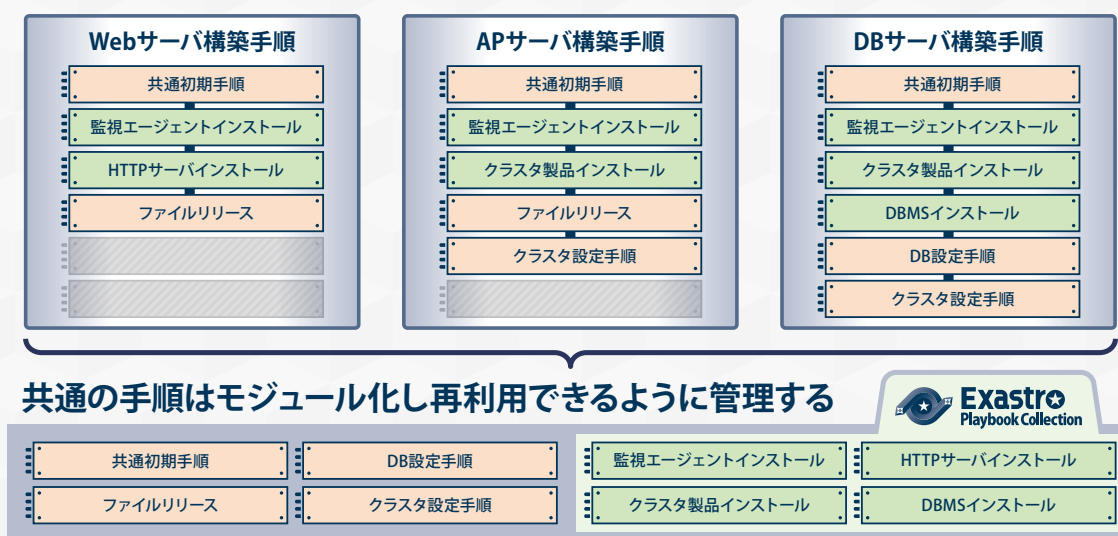 Webサーバ構築手順
共通初期手順
監視エージェントインストール
HTTPサーバインストール
ファイルリリース
APサーバ構築手順
共通初期手順
監視エージェントインストール
クラスタ製品インストール
ファイルリリース
クラスタ設定手順
DBサーバ構築手順
共通初期手順
監視エージェントインストール
クラスタ製品インストール
DBMSインストール
DB設定手順
クラスタ設定手順
共通の手順はモジュール化し再利用できるように管理する
Exastro
Playbook Collection
共通初期手順
DB設定手順
監視エージェントインストール
HTTPサーバインストール
ファイルリリース
クラスタ設定手順
クラスタ製品インストール
DBMSインストール